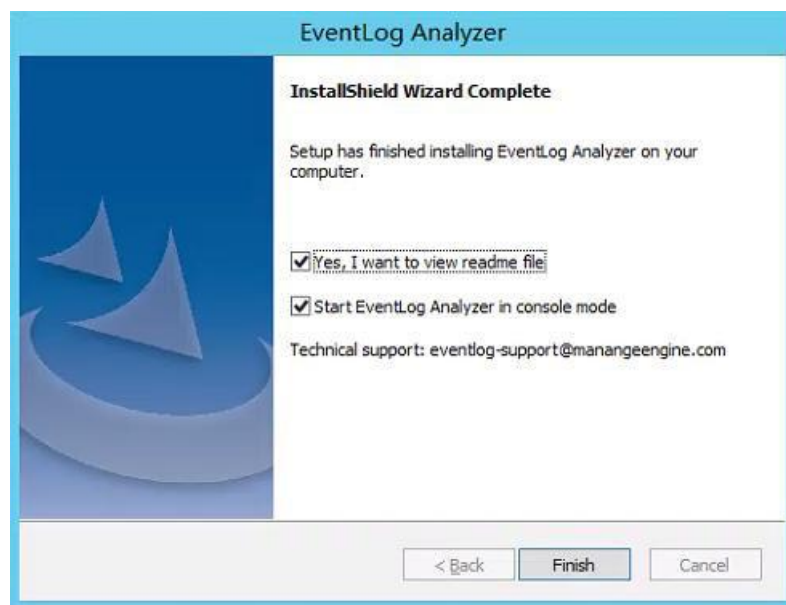 EventLog Analyzer
InstallShield Wizard Complete
Setup has finished installing EventLog Analyzer on your
computer.
Yes, I want to view readme file
Start EventLog Analyzer in console mode
Technical support: eventlog-support@manangeengine.com
< Back
Finish
Cancel